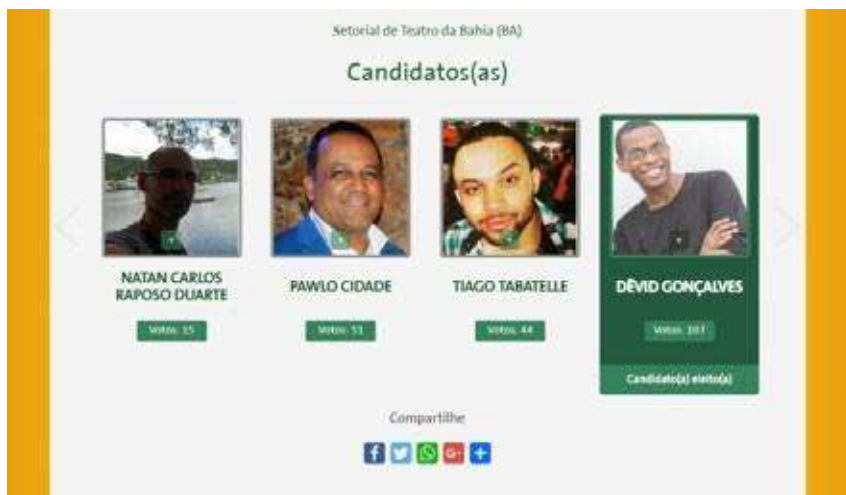 Setorial de Teatro da Bahia (BA)
Candidatos(as)
NATAN CARLOS
RAPOSO DUARTE
PAWLO CIDADE
TIAGO TABATELLE
DÊVID GONÇALVES
Votos: 15
Votos: 51
Votos: 44
Votos: 107
Candidato(a) eleito(a)
Compartilhe